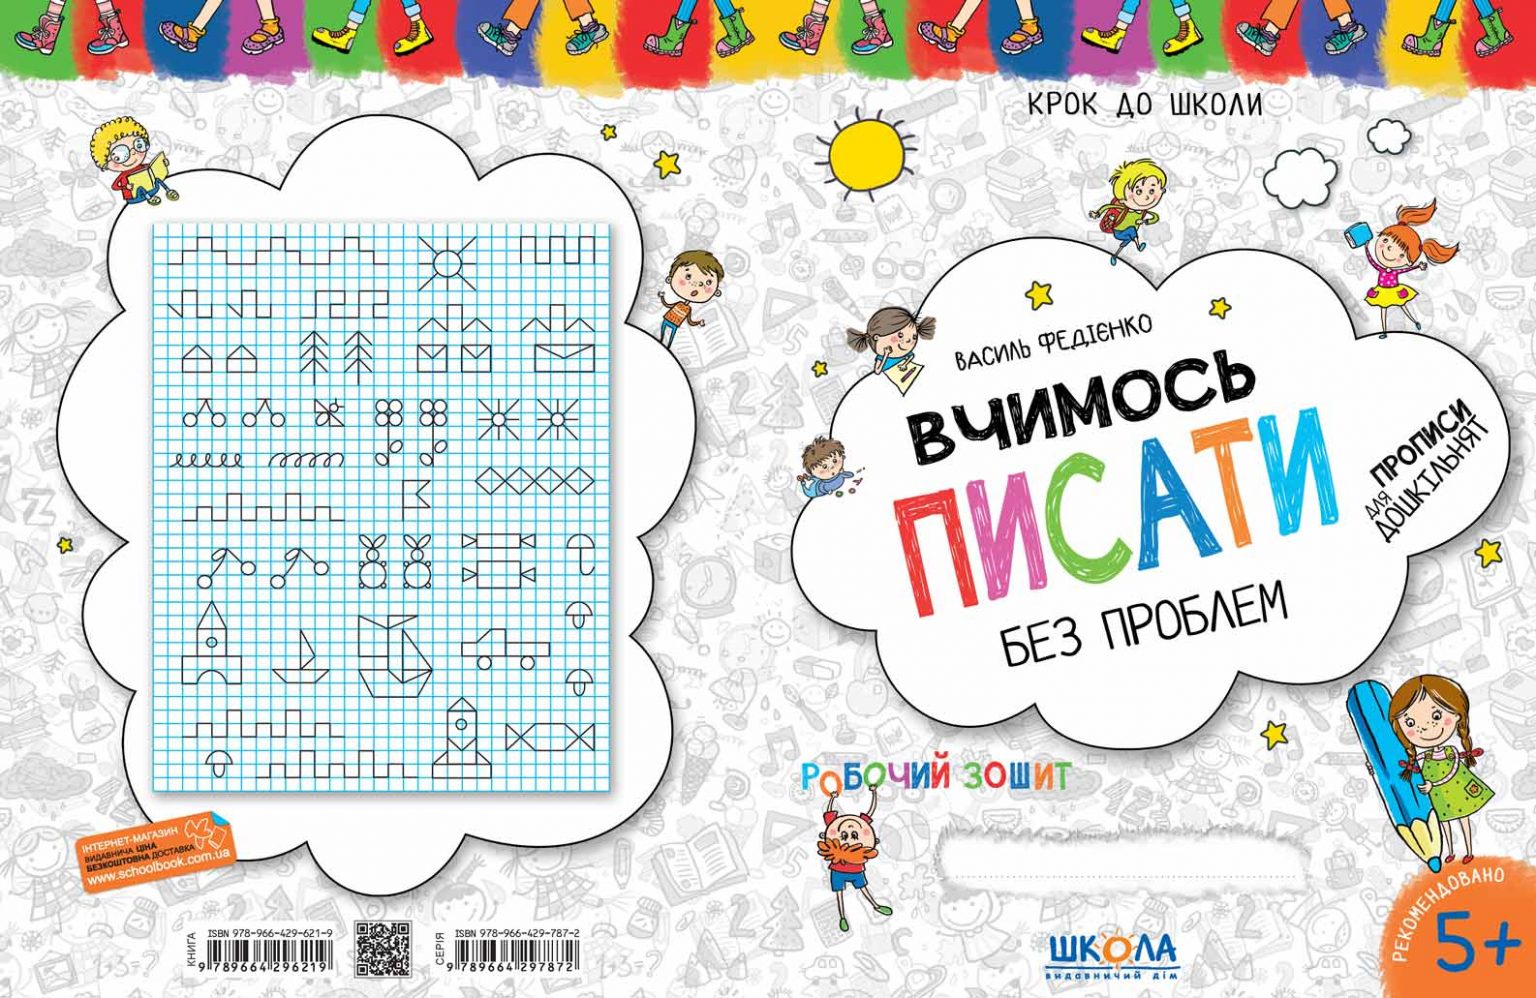 КРОК ДО ШКОЛИ
ВАСИЛЬ ФЕДІЄНКО
ВЧИМОСЬ
ПИСАТИ
БЕЗ ПРОБЛЕМ
ПРОПИСИ
ДЛЯ ДОШКІЛЬНЯТ
РОБОЧИЙ ЗОШИТ
ШКОЛА
видавничий дім
РЕКОМЕНДОВАНО
5+
ІНТЕРНЕТ-МАГАЗИН
ВИДАВНИЧА ЦІНА
БЕЗКОШТОВНА ДОСТАВКА
www.schoolbook.com.ua
КНИГА
ISBN 978-966-429-621-9
9 789664 296219
СЕРІЯ
ISBN 978-966-429-787-2
9 789664 297872